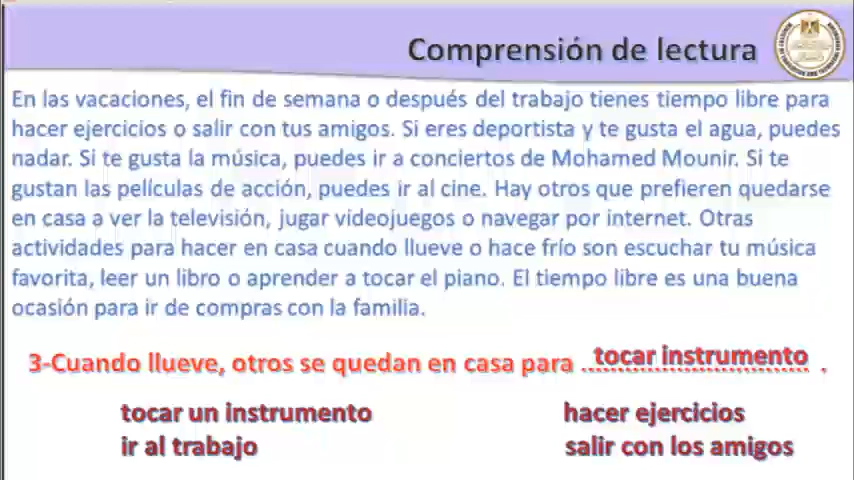 Comprensión de lectura
En las vacaciones, el fin de semana o después del trabajo tienes tiempo libre para
hacer ejercicios o salir con tus amigos. Si eres deportista y te gusta el agua, puedes
nadar. Si te gusta la música, puedes ir a conciertos de Mohamed Mounir. Si te
gustan las películas de acción, puedes ir al cine. Hay otros que prefieren quedarse
en casa a ver la televisión, jugar videojuegos o navegar por internet. Otras
actividades para hacer en casa cuando llueve o hace frío son escuchar tu música
favorita, leer un libro o aprender a tocar el piano. El tiempo libre es una buena
ocasión para ir de compras con la familia.
3-Cuando llueve, otros se quedan en casa para tocar instrumento .
tocar un instrumento hacer ejercicios
ir al trabajo salir con los amigos